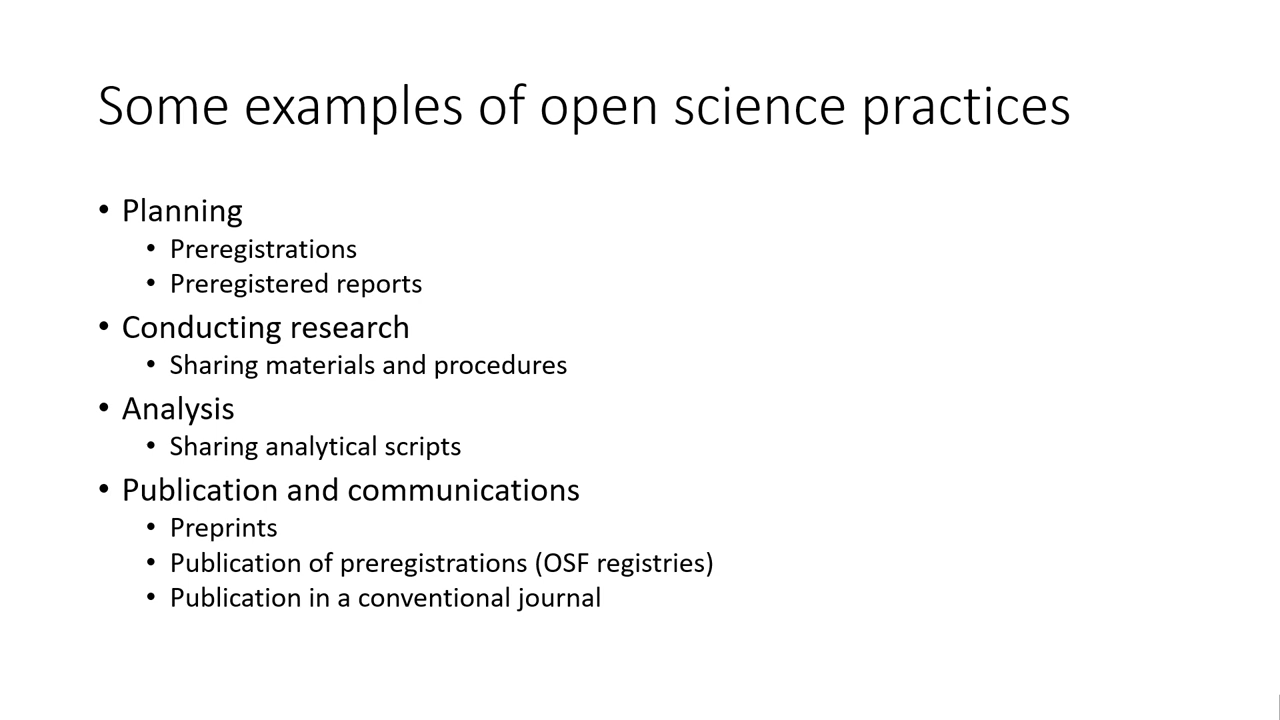 Some examples of open science practices
• Planning
• Preregistrations
• Preregistered reports
• Conducting research
• Sharing materials and procedures
• Analysis
• Sharing analytical scripts
• Publication and communications
• Preprints
• Publication of preregistrations (OSF registries)
• Publication in a conventional journal